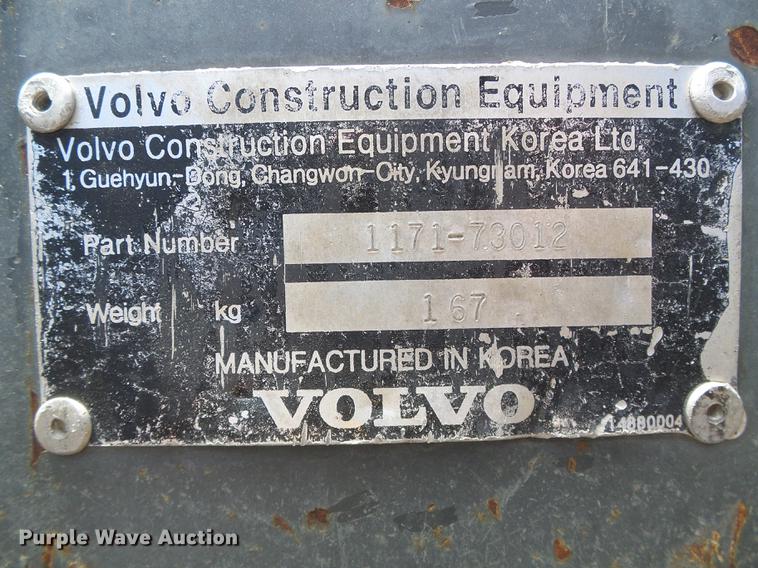 Volvo Construction Equipment
Volvo Construction Equipment Korea Ltd.
1, Guehyun-Dong, Changwon-City, Kyungnam, Korea 641-430
Part Number 1171-73012
Weight kg 167
MANUFACTURED IN KOREA
VOLVO
14880004
Purple Wave Auction